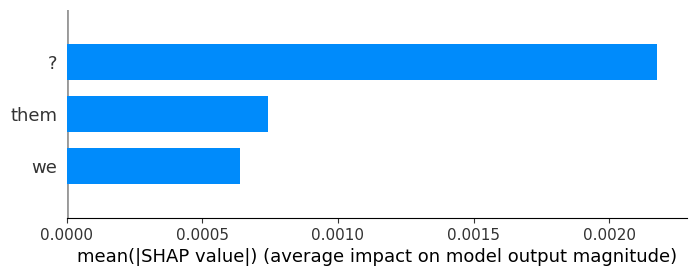 ?
them
we
0.0000 0.0005 0.0010 0.0015 0.0020
mean(|SHAP value|) (average impact on model output magnitude)